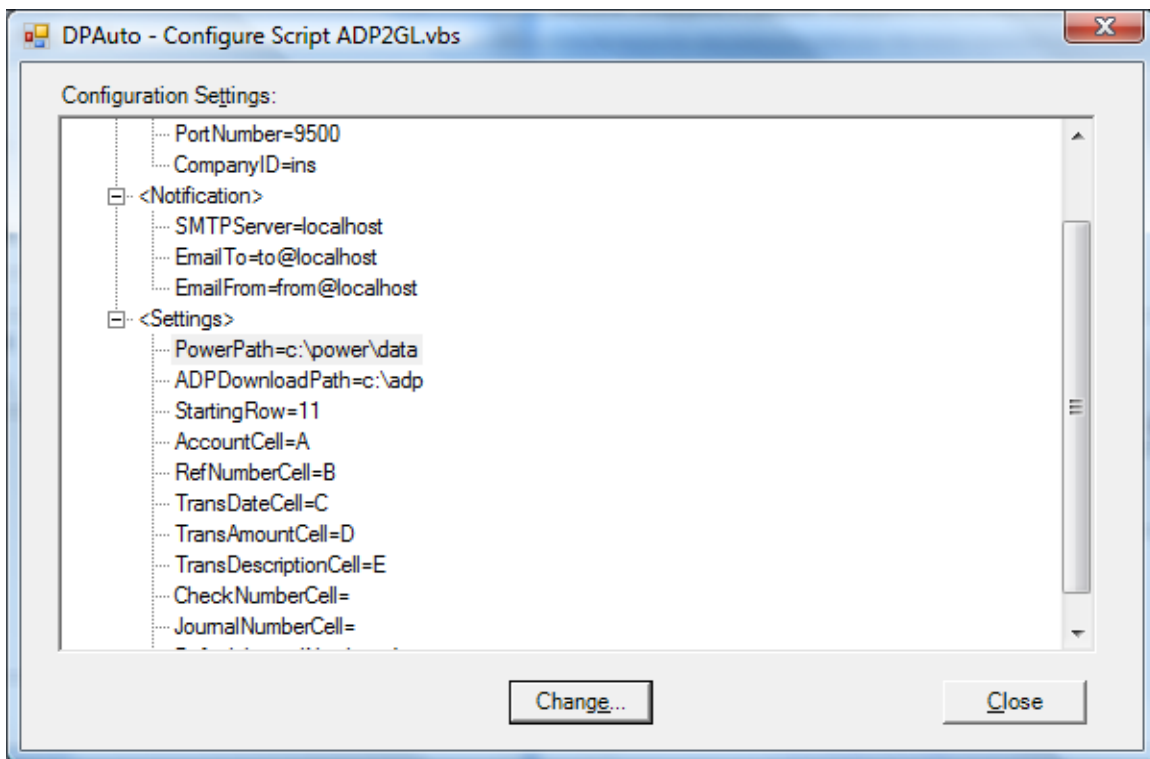 DPAuto - Configure Script ADP2GL.vbs
Configuration Settings:
PortNumber=9500
CompanyID=ins
<Notification>
SMTPServer=localhost
EmailTo=to@localhost
EmailFrom=from@localhost
<Settings>
PowerPath=c:\power\data
ADPDownloadPath=c:\adp
StartingRow=11
AccountCell=A
RefNumberCell=B
TransDateCell=C
TransAmountCell=D
TransDescriptionCell=E
CheckNumberCell=
JournalNumberCell=
Change... Close